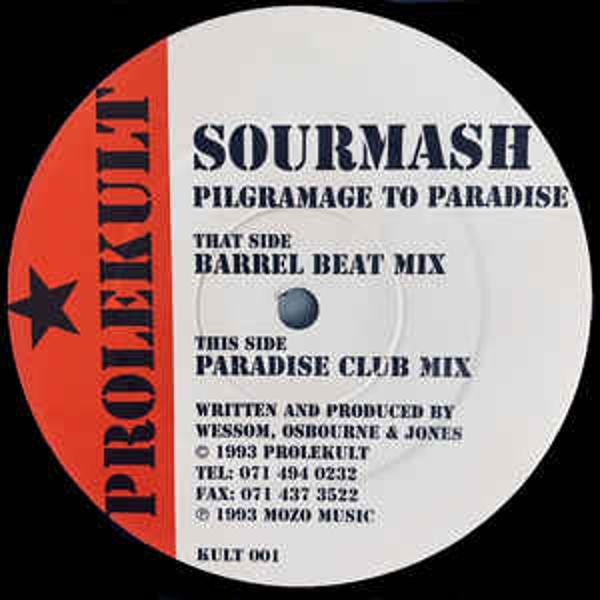 PROLEKULT
SOURMASH
PILGRAMAGE TO PARADISE
THAT SIDE
BARREL BEAT MIX
THIS SIDE
PARADISE CLUB MIX
WRITTEN AND PRODUCED BY
WESSOM, OSBOURNE & JONES
© 1993 PROLEKULT
TEL: 071 494 0232
FAX: 071 437 3522
℗ 1993 MOZO MUSIC
KULT 001